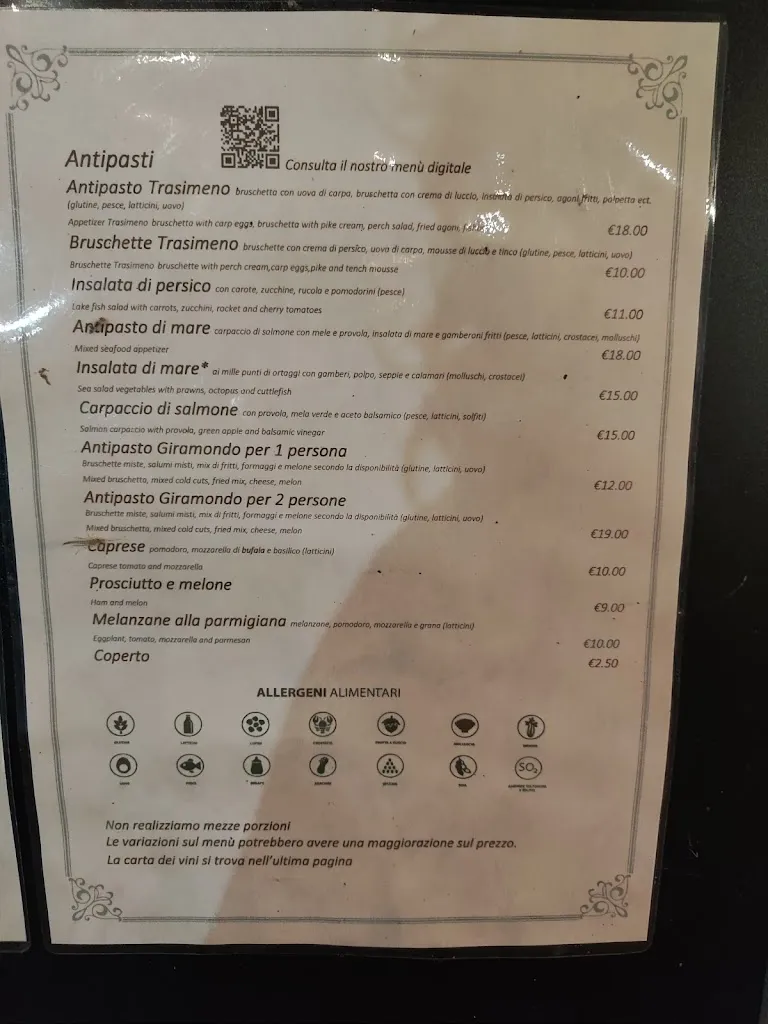 Antipasti
Consulta il nostro menù digitale
Antipasto Trasimeno bruschetta con uova di carpa, bruschetta con crema di luccio, insalata di persico, agoni fritti, polpetta ect.
(glutine, pesce, latticini, uovo)
Appetizer Trasimeno bruschetta with carp eggs, bruschetta with pike cream, perch salad, fried agoni,
€18.00
Bruschette Trasimeno bruschette con crema di persico, uova di carpa, mousse di luccio e tinca (glutine, pesce, latticini, uovo)
Bruschette Trasimeno bruschette with perch cream,carp eggs,pike and tench mousse
€10.00
Insalata di persico con carote, zucchine, rucola e pomodorini (pesce)
Lake fish salad with carrots, zucchini, rocket and cherry tomatoes
€11.00
Antipasto di mare carpaccio di salmone con mele e provola, insalata di mare e gamberoni fritti (pesce, latticini, crostacei, molluschi)
Mixed seafood appetizer
€18.00
Insalata di mare* ai mille punti di ortaggi con gamberi, polpo, seppie e calamari (molluschi, crostacei)
Sea salad vegetables with prawns, octopus and cuttlefish
€15.00
Carpaccio di salmone con provola, mela verde e aceto balsamico (pesce, latticini, solfiti)
Salmon carpaccio with provola, green apple and balsamic vinegar
€15.00
Antipasto Giramondo per 1 persona
Bruschette miste, salumi misti, mix di fritti, formaggi e melone secondo la disponibilità (glutine, latticini, uovo)
Mixed bruschetta, mixed cold cuts, fried mix, cheese, melon
€12.00
Antipasto Giramondo per 2 persone
Bruschette miste, salumi misti, mix di fritti, formaggi e melone secondo la disponibilità (glutine, latticini, uovo)
Mixed bruschetta, mixed cold cuts, fried mix, cheese, melon
€19.00
Caprese pomodoro, mozzarella di bufala e basilico (latticini)
Caprese tomato and mozzarella
€10.00
Prosciutto e melone
Ham and melon
€9.00
Melanzane alla parmigiana melanzane, pomodoro, mozzarella e grana (latticini)
Eggplant, tomato, mozzarella and parmesan
€10.00
Coperto
€2.50
ALLERGENI ALIMENTARI
SO2
Non realizziamo mezze porzioni
Le variazioni sul menù potrebbero avere una maggiorazione sul prezzo.
La carta dei vini si trova nell'ultima pagina